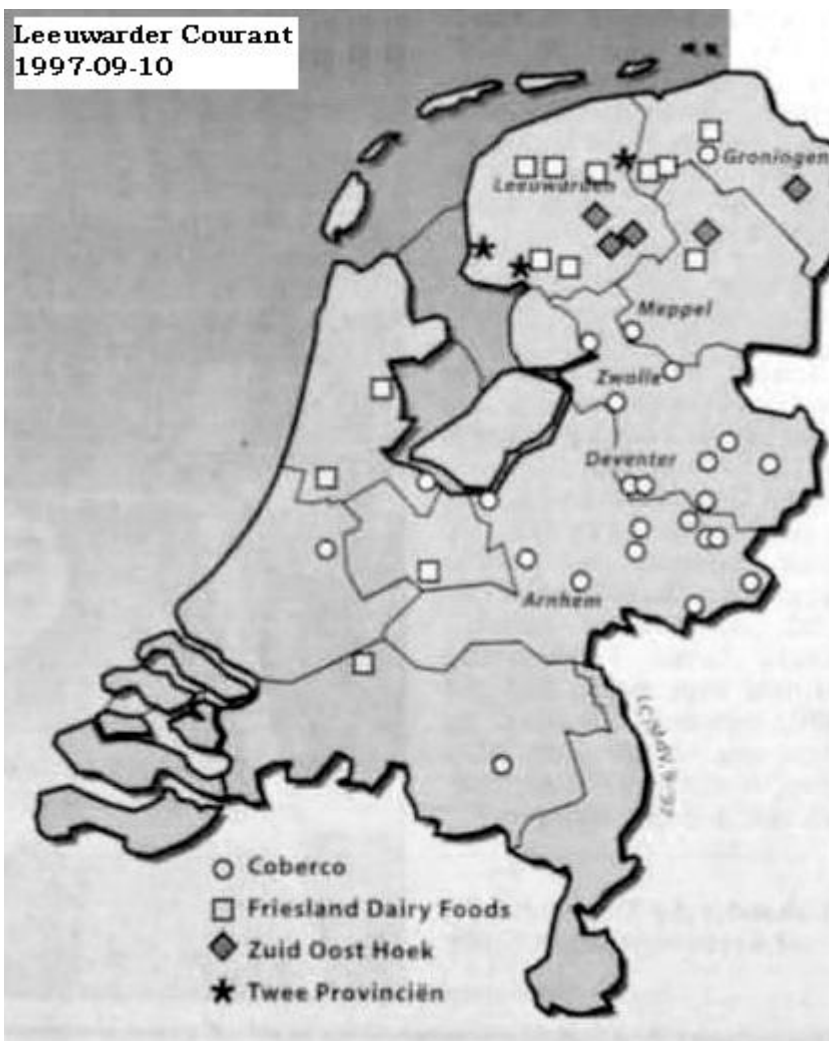 Leeuwarder Courant
1997-09-10
Groningen
Leeuwarden
Meppel
Zwolle
Deventer
Arnhem
Coberco
Friesland Dairy Foods
Zuid Oost Hoek
Twee Provinciën